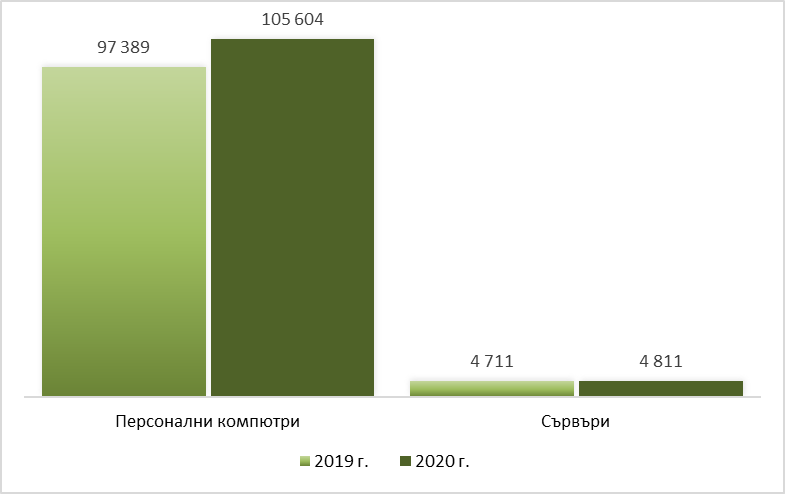 105 604
97 389
4 711
4 811
Персонални компютри
Сървъри
2019 г.
2020 г.